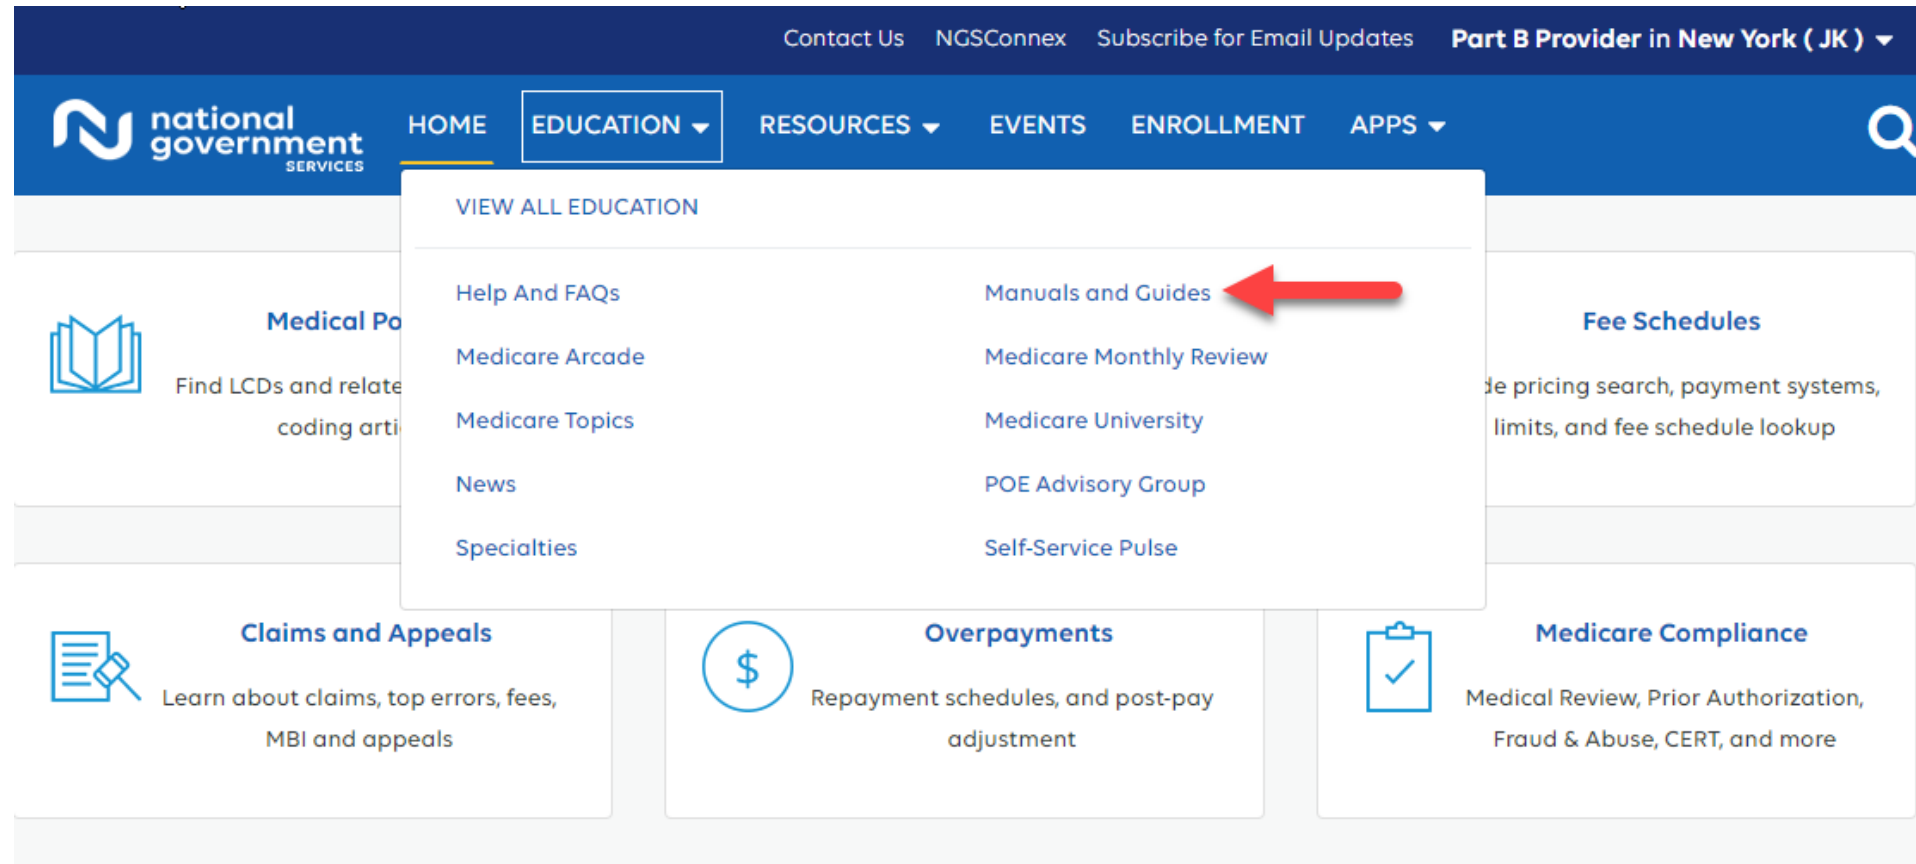 Contact Us NGSConnex Subscribe for Email Updates Part B Provider in New York ( JK )
national
government
SERVICES
HOME EDUCATION RESOURCES EVENTS ENROLLMENT APPS
VIEW ALL EDUCATION
Help And FAQs
Manuals and Guides
Medicare Arcade
Medicare Monthly Review
Medicare Topics
Medicare University
News
POE Advisory Group
Specialties
Self-Service Pulse
Medical Po
Find LCDs and relate
coding arti
Fee Schedules
de pricing search, payment systems,
limits, and fee schedule lookup
Claims and Appeals
Learn about claims, top errors, fees,
MBI and appeals
$
Overpayments
Repayment schedules, and post-pay
adjustment
Medicare Compliance
Medical Review, Prior Authorization,
Fraud & Abuse, CERT, and more